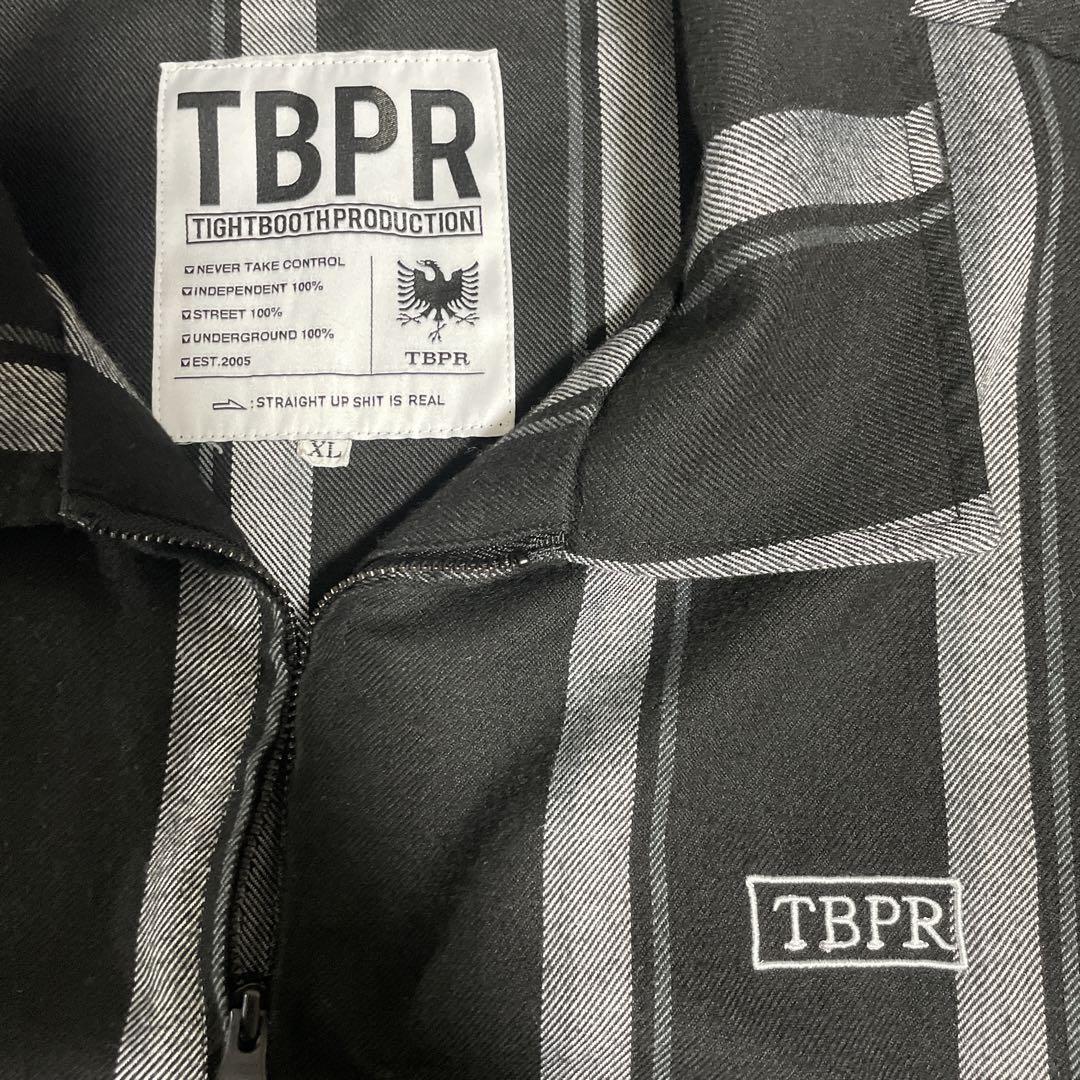 TBPR
TIGHTBOOTHPRODUCTION
NEVER TAKE CONTROL
INDEPENDENT 100%
STREET 100%
UNDERGROUND 100%
EST.2005
TBPR
:STRAIGHT UP SHIT IS REAL
XL
TBPR